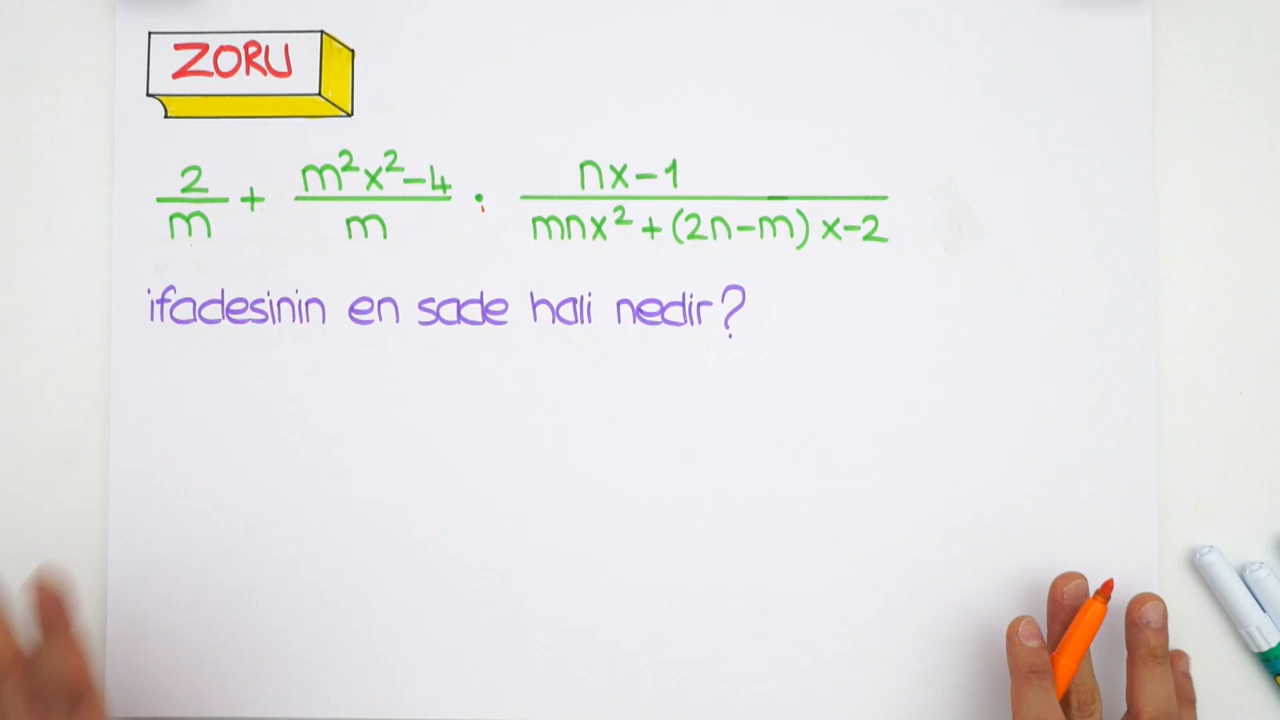 ZORU
2/m + (m²x²-4)/m · (nx-1)/(mnx²+(2n-m)x-2)
ifadesinin en sade hali nedir?